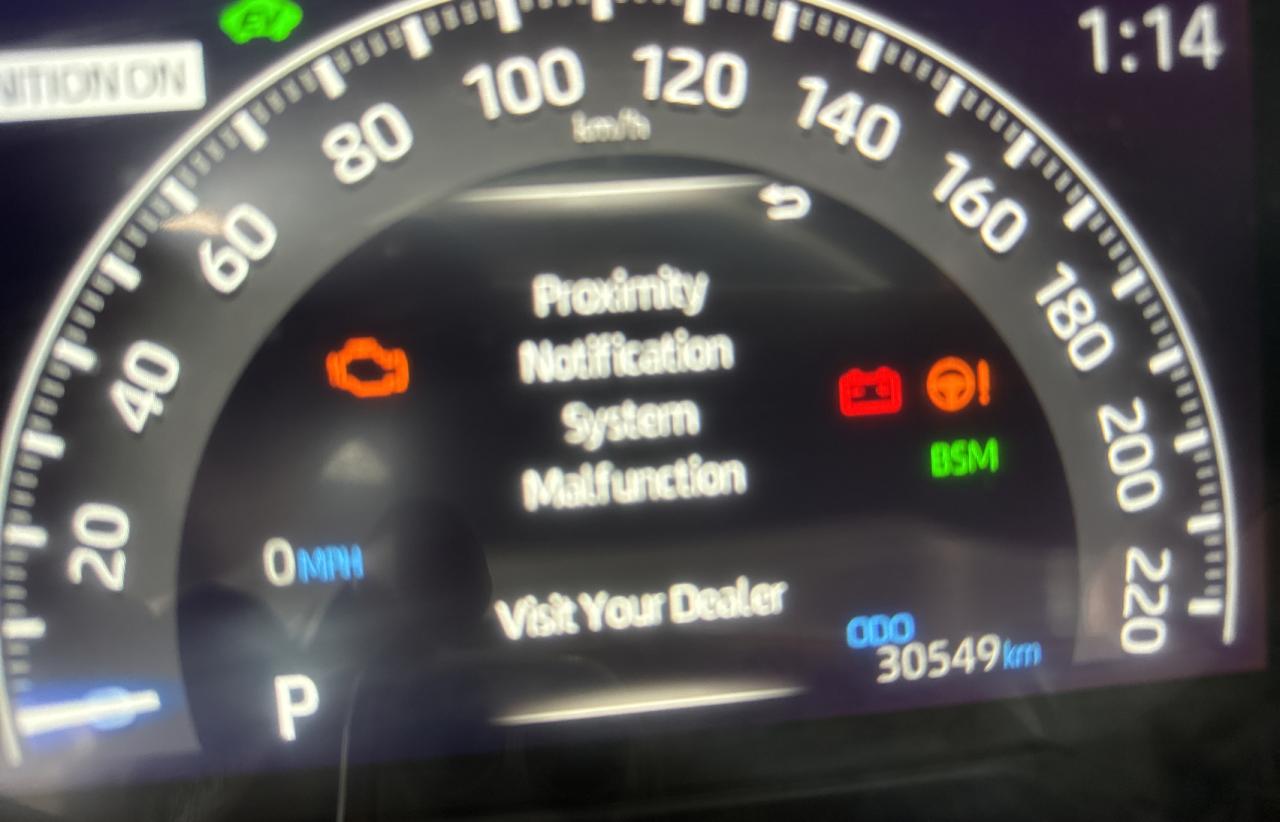 EV
1:14
NITION ON
100
120
km/h
80
140
60
160
Proximity
Notification
System
Malfunction
180
40
BSM
200
20
0 MPH
220
Visit Your Dealer
ODO
30549 km
P